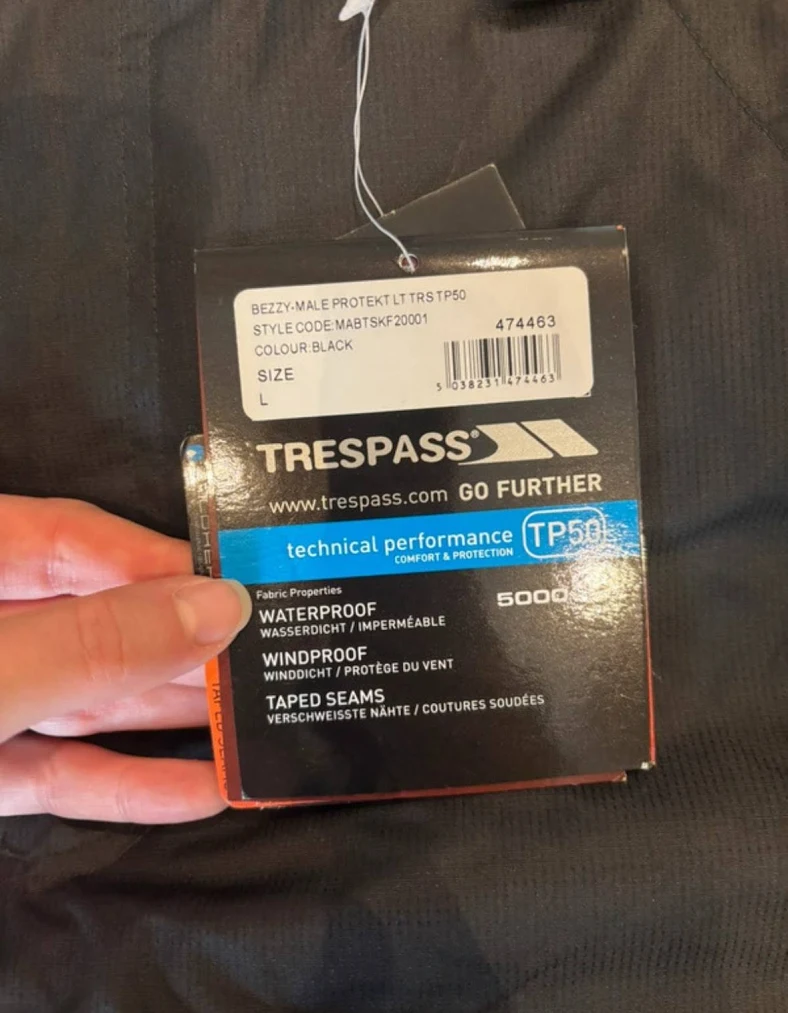 BEZZY-MALE PROTEKT LT TRS TP50
STYLE CODE:MABTSKF20001
COLOUR:BLACK
SIZE
L
474463
5 038231 474463
TRESPASS®
www.trespass.com GO FURTHER
technical performance TP50
COMFORT & PROTECTION
Fabric Properties
WATERPROOF 5000
WASSERDICHT / IMPERMÉABLE
WINDPROOF
WINDDICHT / PROTÈGE DU VENT
TAPED SEAMS
VERSCHWEISSTE NÄHTE / COUTURES SOUDÉES
TAPED